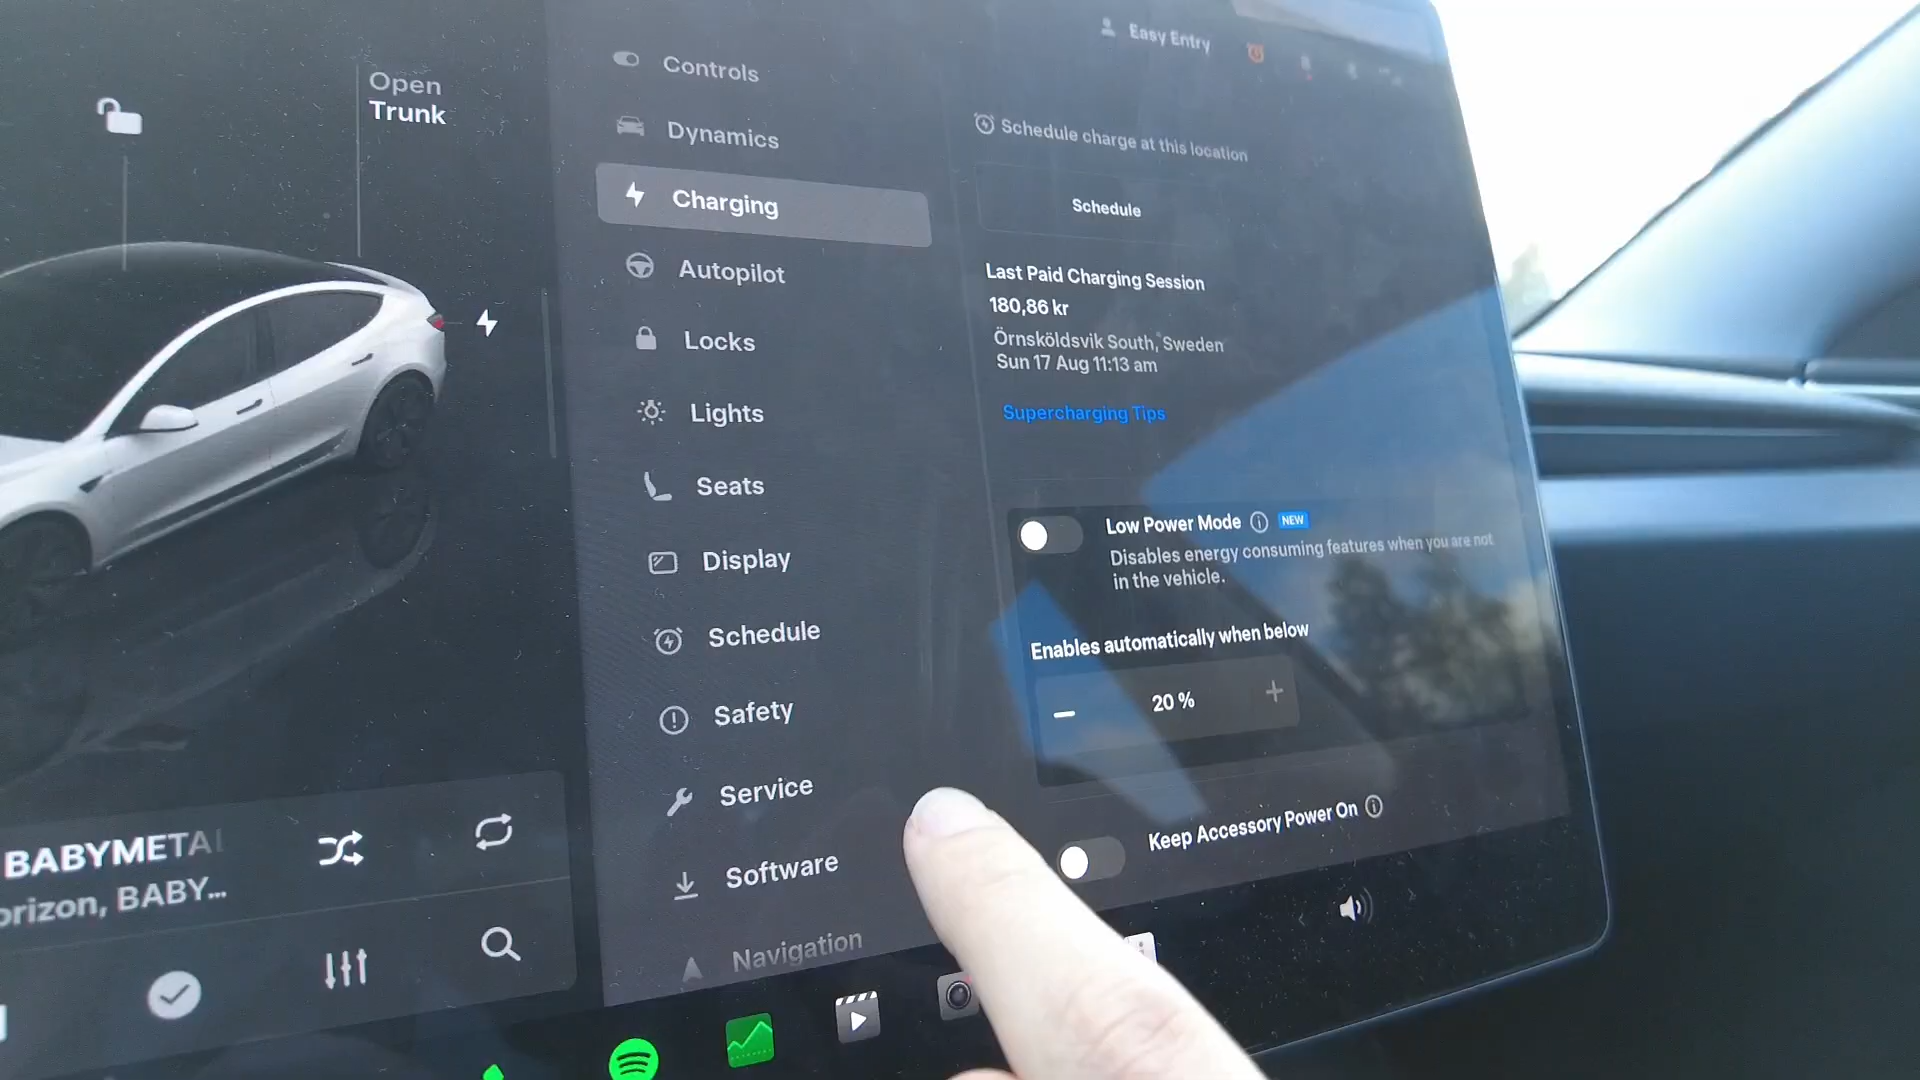 Open
Trunk
BABYMETAL
orizon, BABY...
Controls
Dynamics
Charging
Autopilot
Locks
Lights
Seats
Display
Schedule
Safety
Service
Software
Navigation
Easy Entry
Schedule charge at this location
Schedule
Last Paid Charging Session
180,86 kr
Örnsköldsvik South, Sweden
Sun 17 Aug 11:13 am
Supercharging Tips
Low Power Mode NEW
Disables energy consuming features when you are not
in the vehicle.
Enables automatically when below
− 20 % +
Keep Accessory Power On